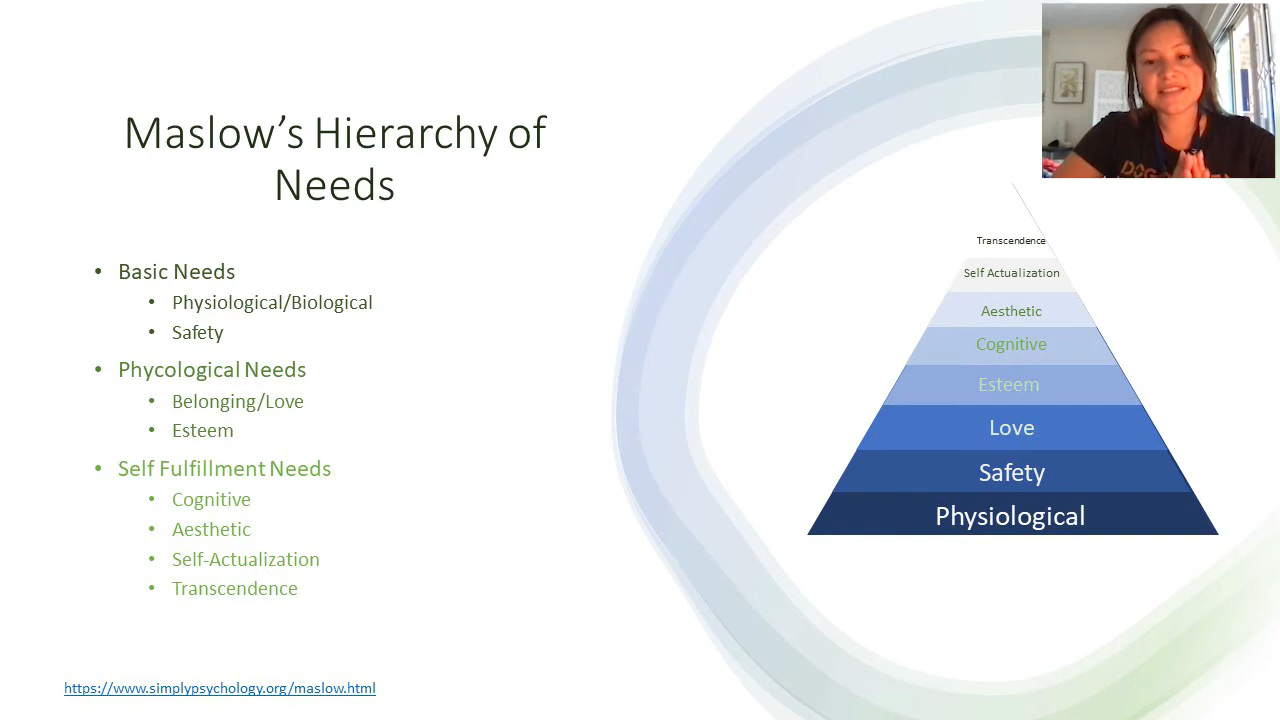 Maslow's Hierarchy of
Needs
• Basic Needs
• Physiological/Biological
• Safety
• Phycological Needs
• Belonging/Love
• Esteem
• Self Fulfillment Needs
• Cognitive
• Aesthetic
• Self-Actualization
• Transcendence
https://www.simplypsychology.org/maslow.html
Transcendence
Self Actualization
Aesthetic
Cognitive
Esteem
Love
Safety
Physiological